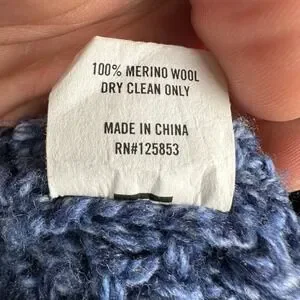 100% MERINO WOOL
DRY CLEAN ONLY
MADE IN CHINA
RN#125853